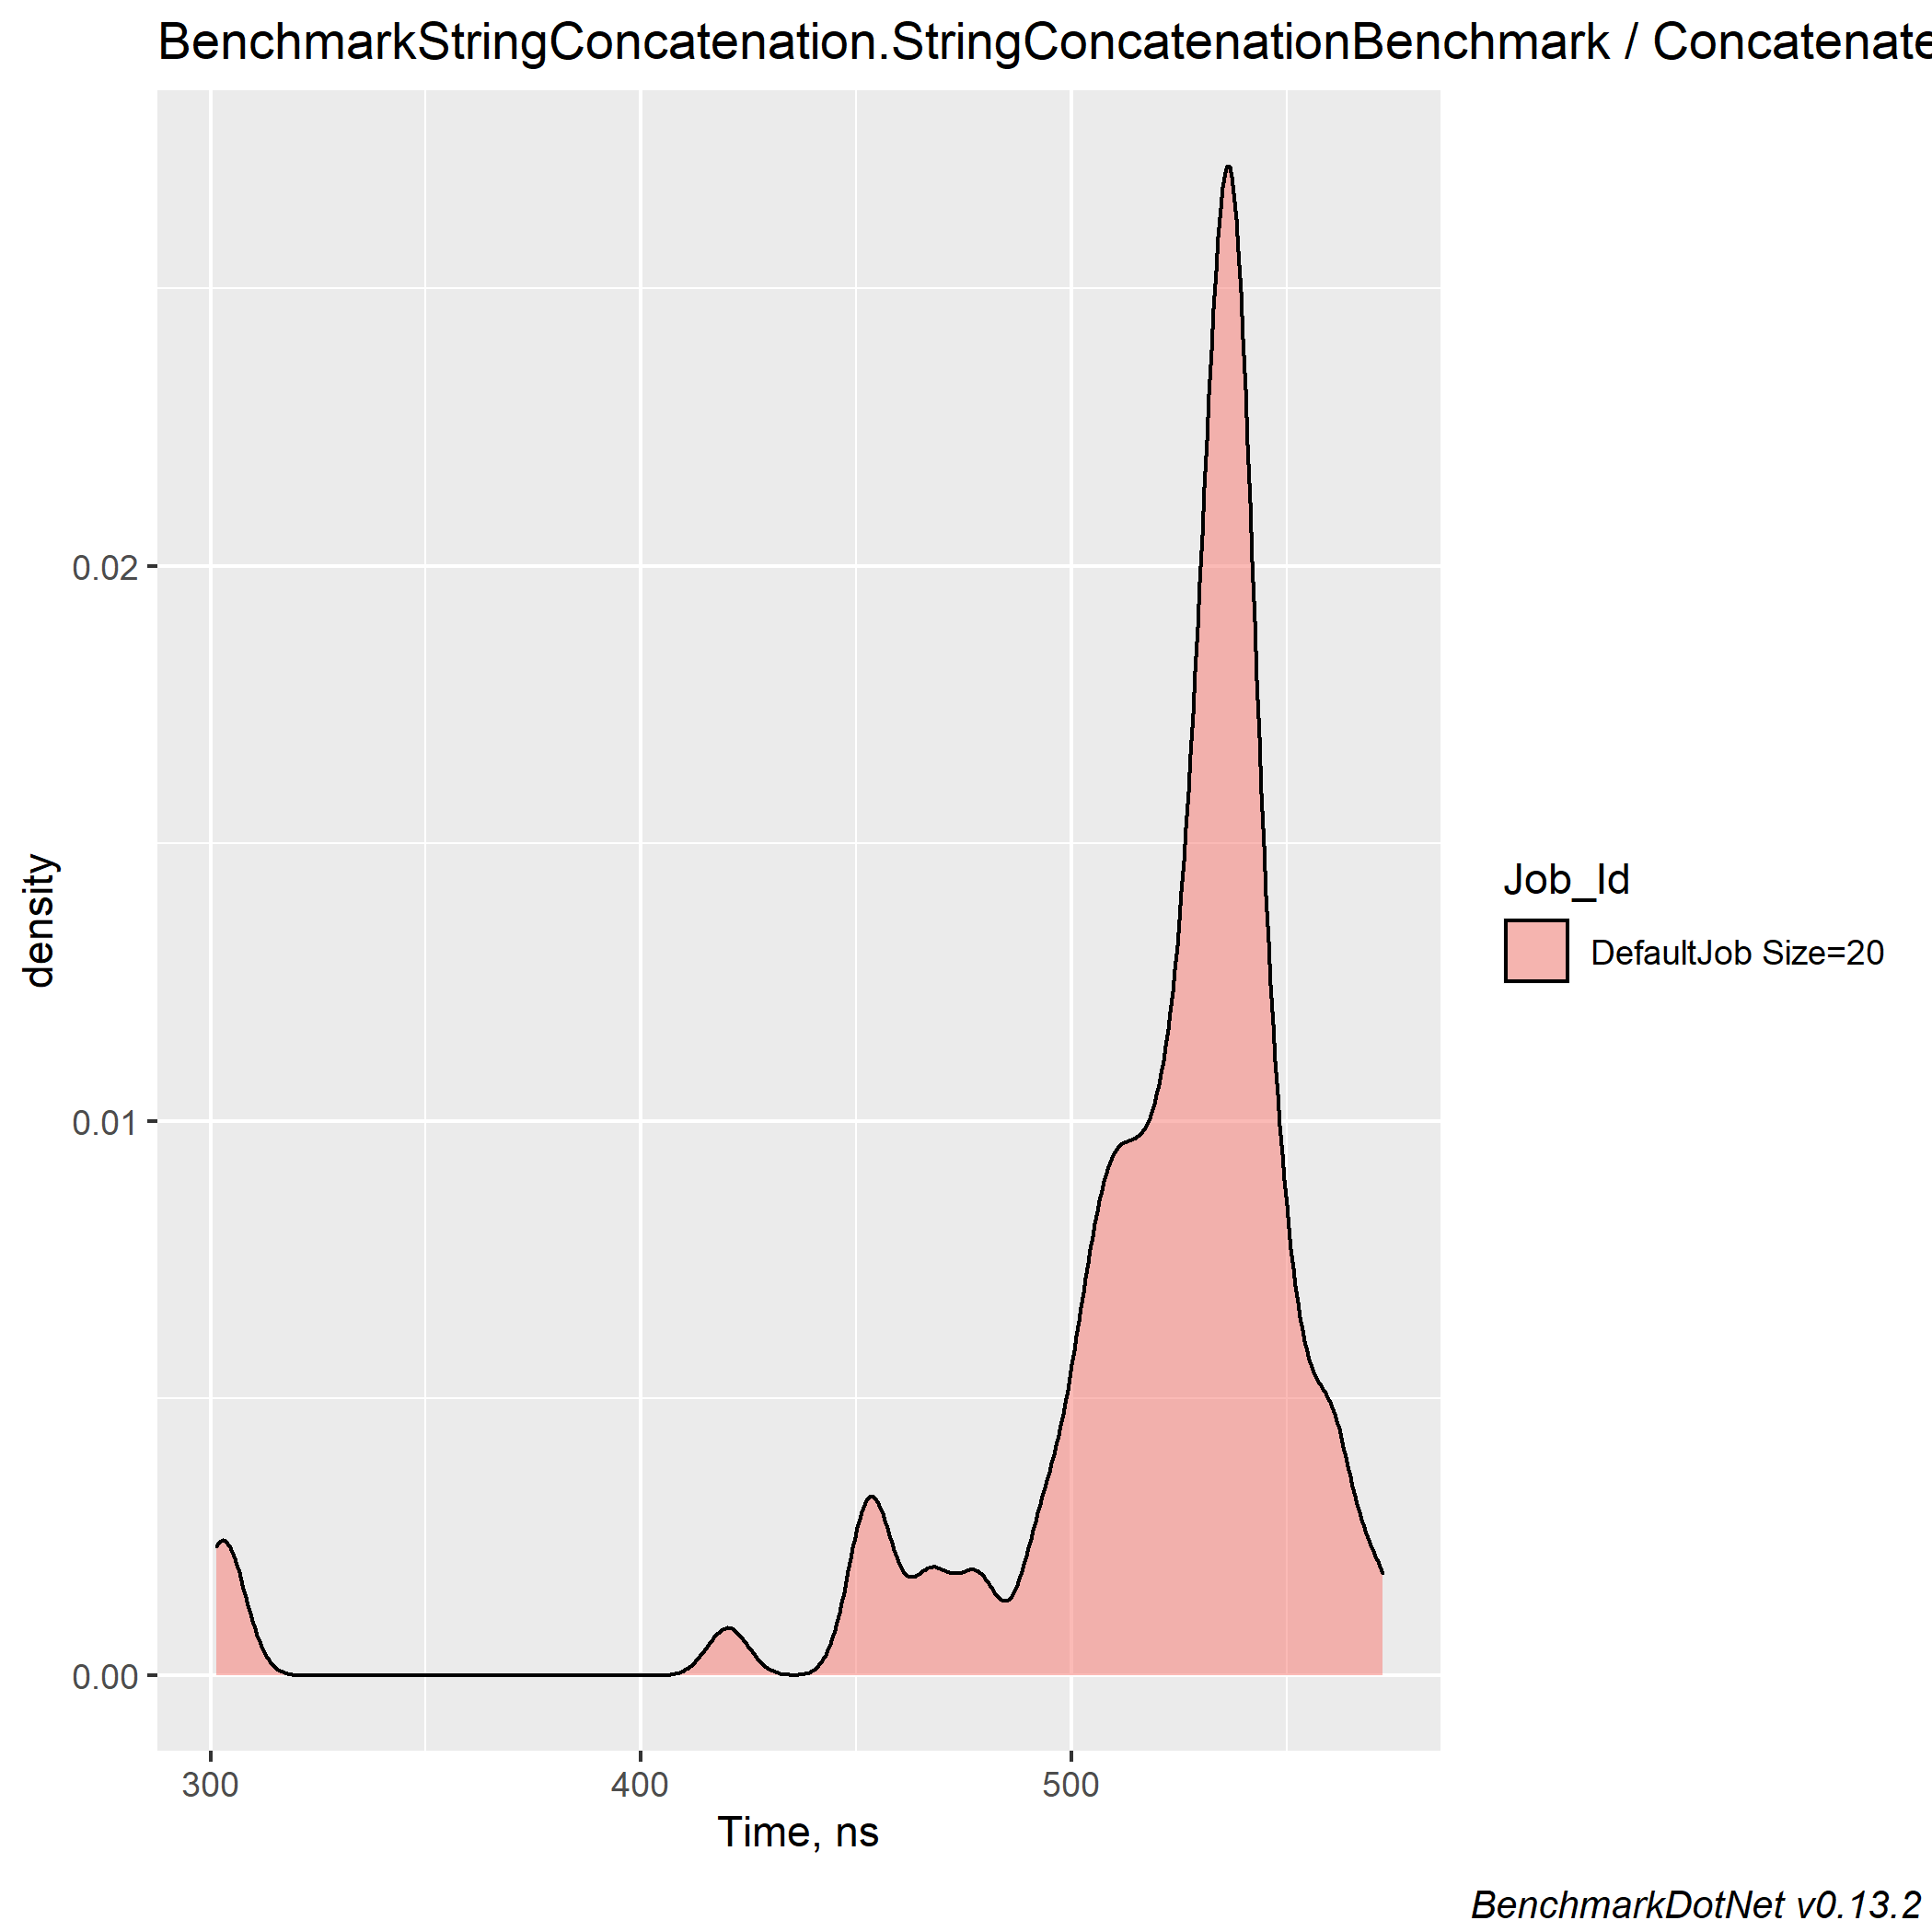 BenchmarkStringConcatenation.StringConcatenationBenchmark / Concatenate
0.02
0.01
0.00
density
300 400 500
Time, ns
Job_Id
DefaultJob Size=20
BenchmarkDotNet v0.13.2